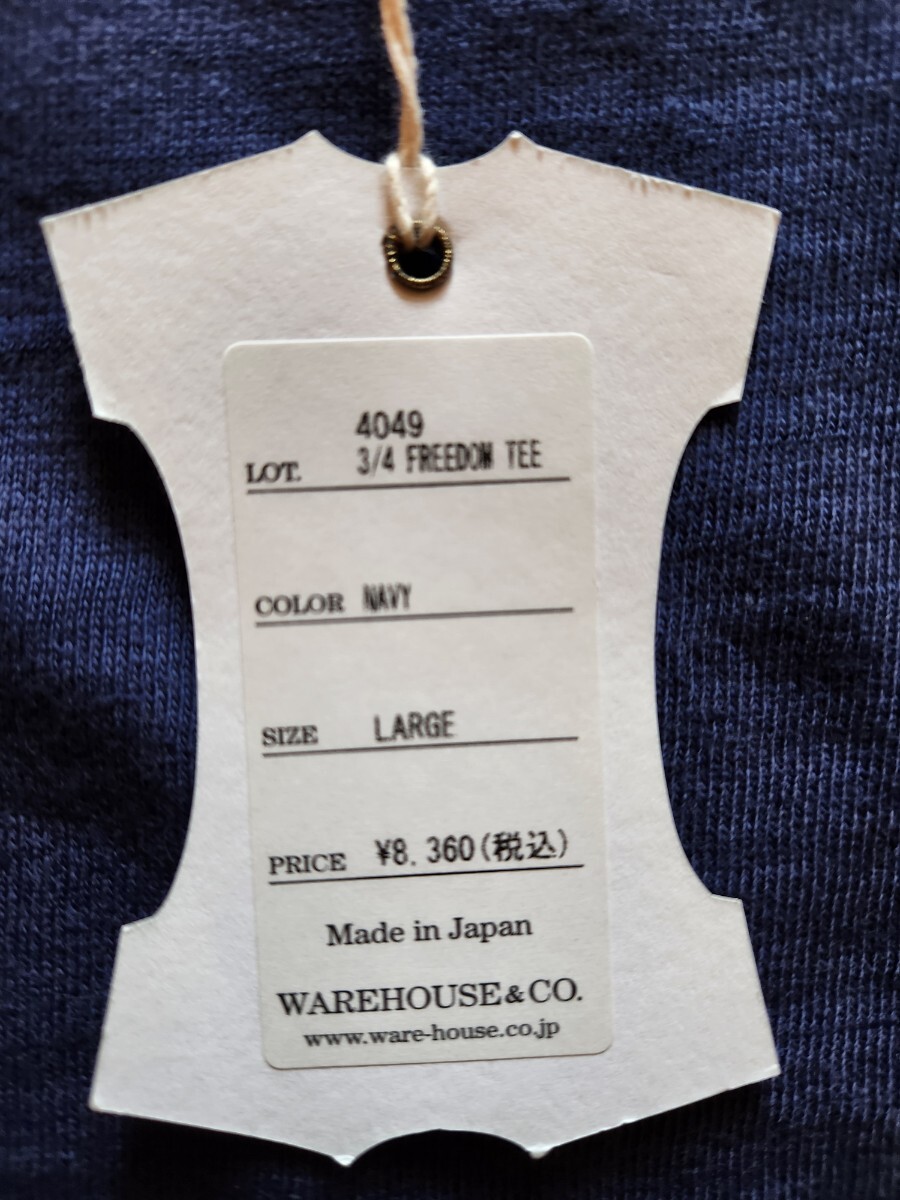 4049
LOT. 3/4 FREEDOM TEE
COLOR NAVY
SIZE LARGE
PRICE ¥8,360(税込)
Made in Japan
WAREHOUSE & CO.
www.ware-house.co.jp